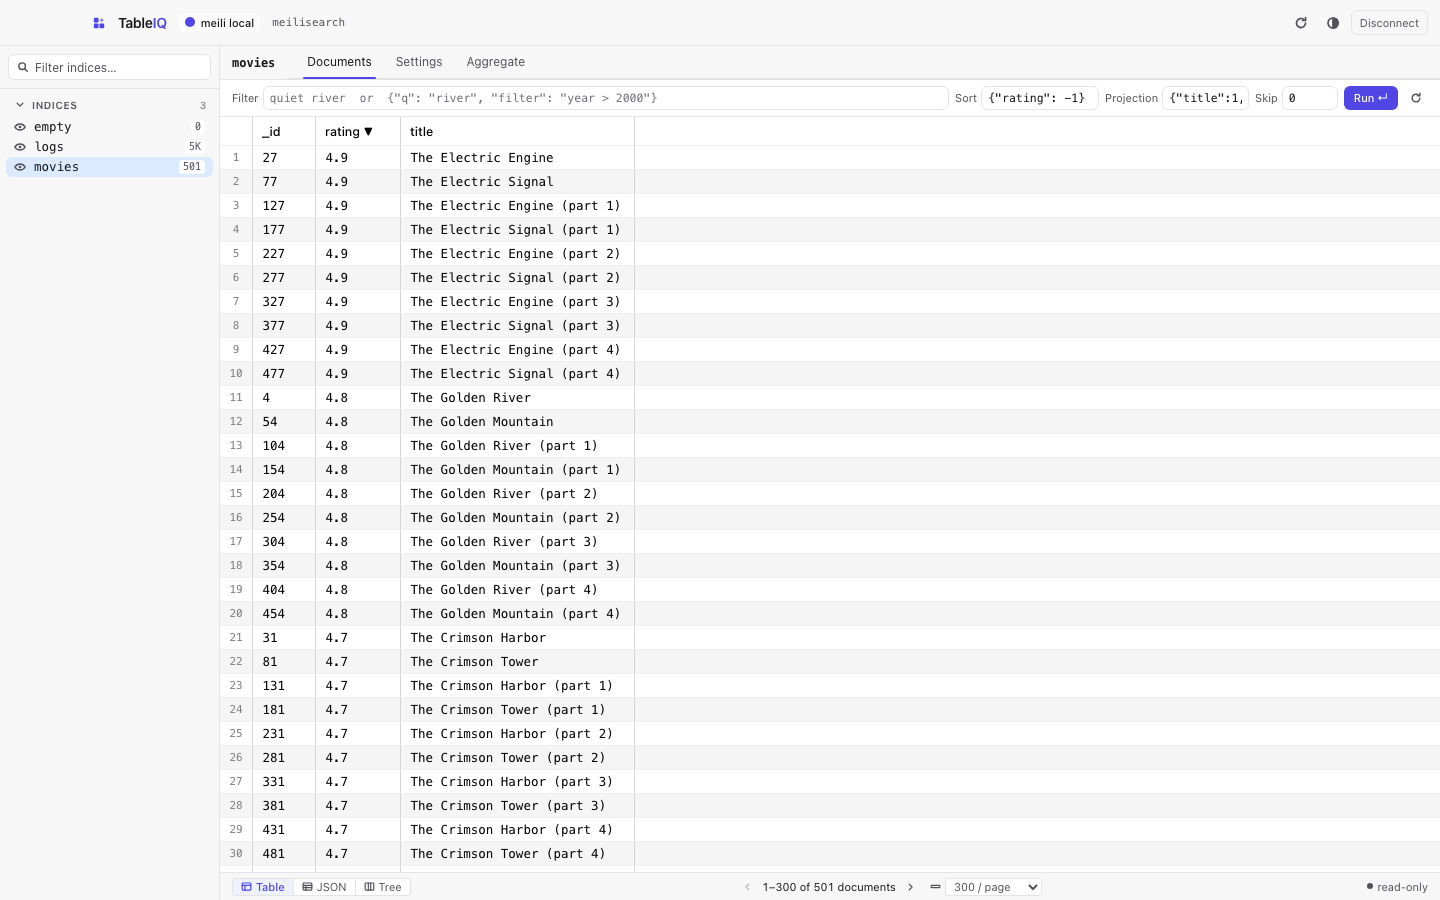 TableIQ
meili local
meilisearch
Disconnect
Filter indices...
INDICES 3
empty 0
logs 5K
movies 501
movies
Documents
Settings
Aggregate
Filter
quiet river  or  {"q": "river", "filter": "year > 2000"}
Sort
{"rating": -1}
Projection
{"title":1,
Skip
0
Run
_id rating ▼ title
1 27 4.9 The Electric Engine
2 77 4.9 The Electric Signal
3 127 4.9 The Electric Engine (part 1)
4 177 4.9 The Electric Signal (part 1)
5 227 4.9 The Electric Engine (part 2)
6 277 4.9 The Electric Signal (part 2)
7 327 4.9 The Electric Engine (part 3)
8 377 4.9 The Electric Signal (part 3)
9 427 4.9 The Electric Engine (part 4)
10 477 4.9 The Electric Signal (part 4)
11 4 4.8 The Golden River
12 54 4.8 The Golden Mountain
13 104 4.8 The Golden River (part 1)
14 154 4.8 The Golden Mountain (part 1)
15 204 4.8 The Golden River (part 2)
16 254 4.8 The Golden Mountain (part 2)
17 304 4.8 The Golden River (part 3)
18 354 4.8 The Golden Mountain (part 3)
19 404 4.8 The Golden River (part 4)
20 454 4.8 The Golden Mountain (part 4)
21 31 4.7 The Crimson Harbor
22 81 4.7 The Crimson Tower
23 131 4.7 The Crimson Harbor (part 1)
24 181 4.7 The Crimson Tower (part 1)
25 231 4.7 The Crimson Harbor (part 2)
26 281 4.7 The Crimson Tower (part 2)
27 331 4.7 The Crimson Harbor (part 3)
28 381 4.7 The Crimson Tower (part 3)
29 431 4.7 The Crimson Harbor (part 4)
30 481 4.7 The Crimson Tower (part 4)
Table
JSON
Tree
1–300 of 501 documents
300 / page
read-only